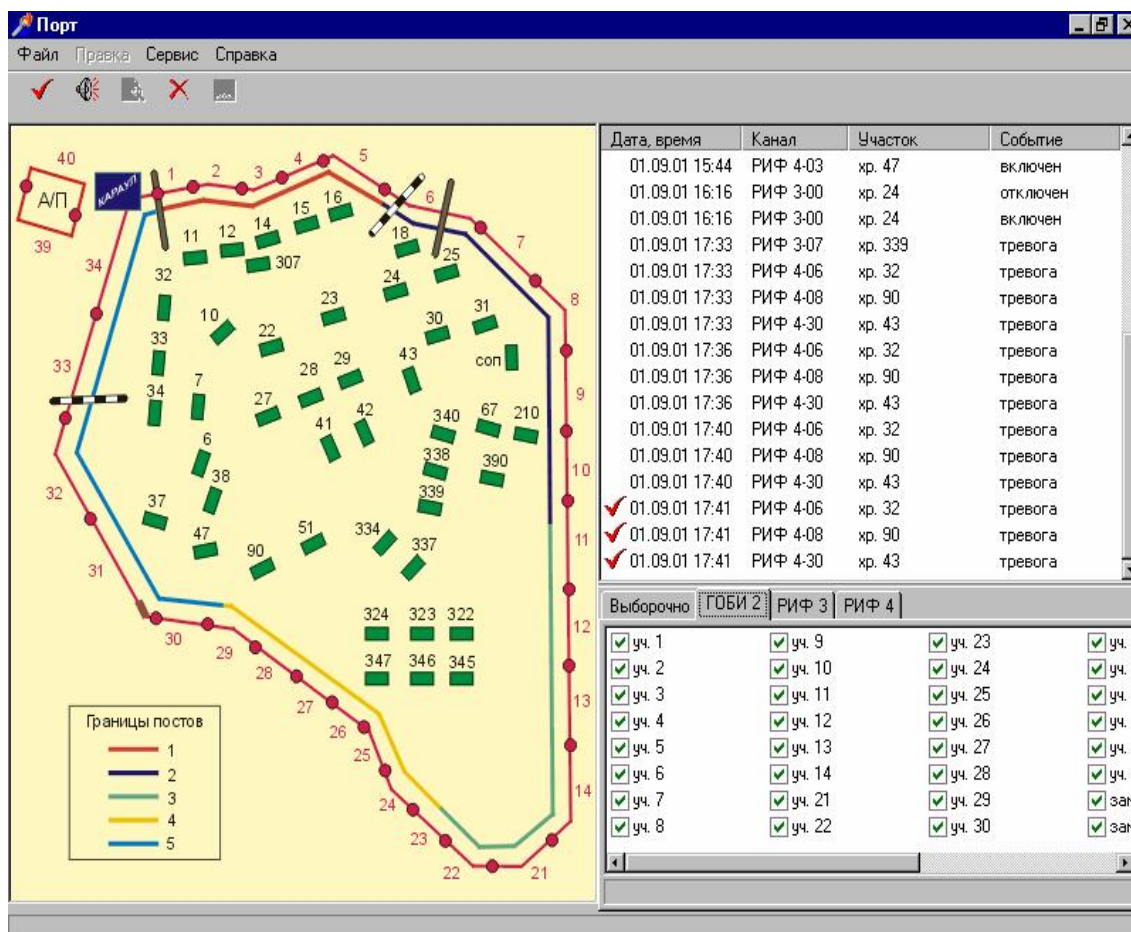 Порт
Файл Правка Сервис Справка
40
А/П
39
КАРАУЛ
1 2 3 4 5 6
7
8
9
10
11
12
13
14
21
22
23
24
25
26
27
28
29
30
31
32
33
34
11 12 14 15 16
307
18
25
24
23
22
10
32
33
34
7
6
38
37
47
90
51
27
28
29
41
42
43
30
31
соп
340 67 210
338 390
339
334
337
324 323 322
347 346 345
Границы постов
1
2
3
4
5
Дата, время Канал Участок Событие
01.09.01 15:44 РИФ 4-03 хр. 47 включен
01.09.01 16:16 РИФ 3-00 хр. 24 отключен
01.09.01 16:16 РИФ 3-00 хр. 24 включен
01.09.01 17:33 РИФ 3-07 хр. 339 тревога
01.09.01 17:33 РИФ 4-06 хр. 32 тревога
01.09.01 17:33 РИФ 4-08 хр. 90 тревога
01.09.01 17:33 РИФ 4-30 хр. 43 тревога
01.09.01 17:36 РИФ 4-06 хр. 32 тревога
01.09.01 17:36 РИФ 4-08 хр. 90 тревога
01.09.01 17:36 РИФ 4-30 хр. 43 тревога
01.09.01 17:40 РИФ 4-06 хр. 32 тревога
01.09.01 17:40 РИФ 4-08 хр. 90 тревога
01.09.01 17:40 РИФ 4-30 хр. 43 тревога
01.09.01 17:41 РИФ 4-06 хр. 32 тревога
01.09.01 17:41 РИФ 4-08 хр. 90 тревога
01.09.01 17:41 РИФ 4-30 хр. 43 тревога
Выборочно ГОБИ 2 РИФ 3 РИФ 4
уч. 1 уч. 9 уч. 23 уч.
уч. 2 уч. 10 уч. 24 уч.
уч. 3 уч. 11 уч. 25 уч.
уч. 4 уч. 12 уч. 26 уч.
уч. 5 уч. 13 уч. 27 уч.
уч. 6 уч. 14 уч. 28 уч.
уч. 7 уч. 21 уч. 29
уч. 8 уч. 22 уч. 30